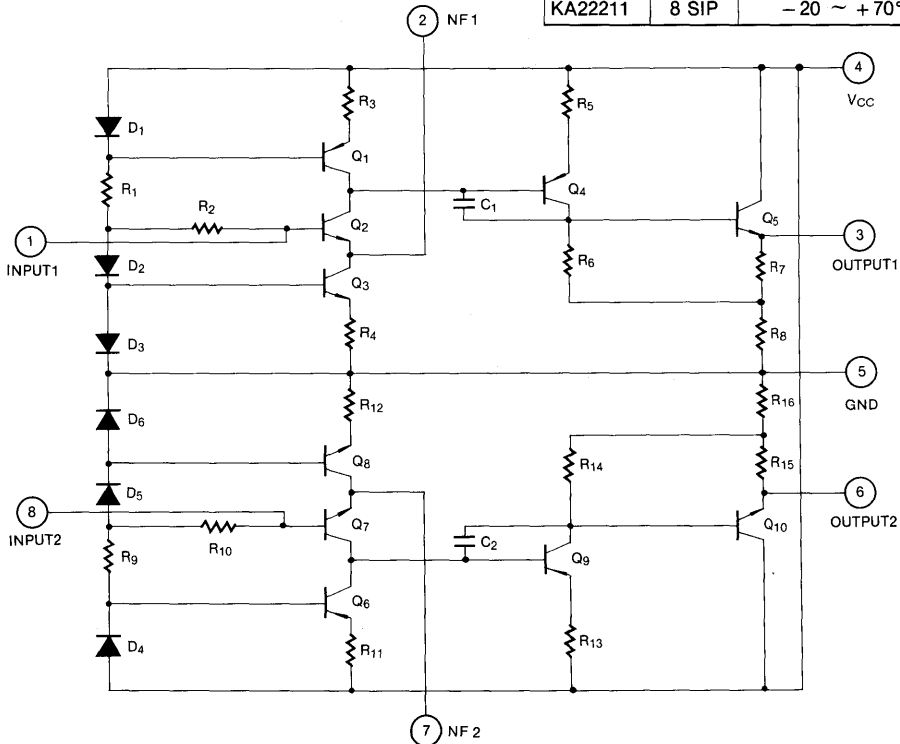 KA22211 8 SIP −20 ~ +70°
2 NF1
4
VCC
R3
R5
D1
Q1
Q4
R1
R2
C1
Q2
Q5
1
INPUT1
3
OUTPUT1
D2
Q3
R6
R7
R4
R8
D3
5
GND
R12
R16
D6
Q8
R14
R15
D5
8
INPUT2
Q7
6
OUTPUT2
R10
C2
Q10
R9
Q9
Q6
D4
R11
R13
7 NF2